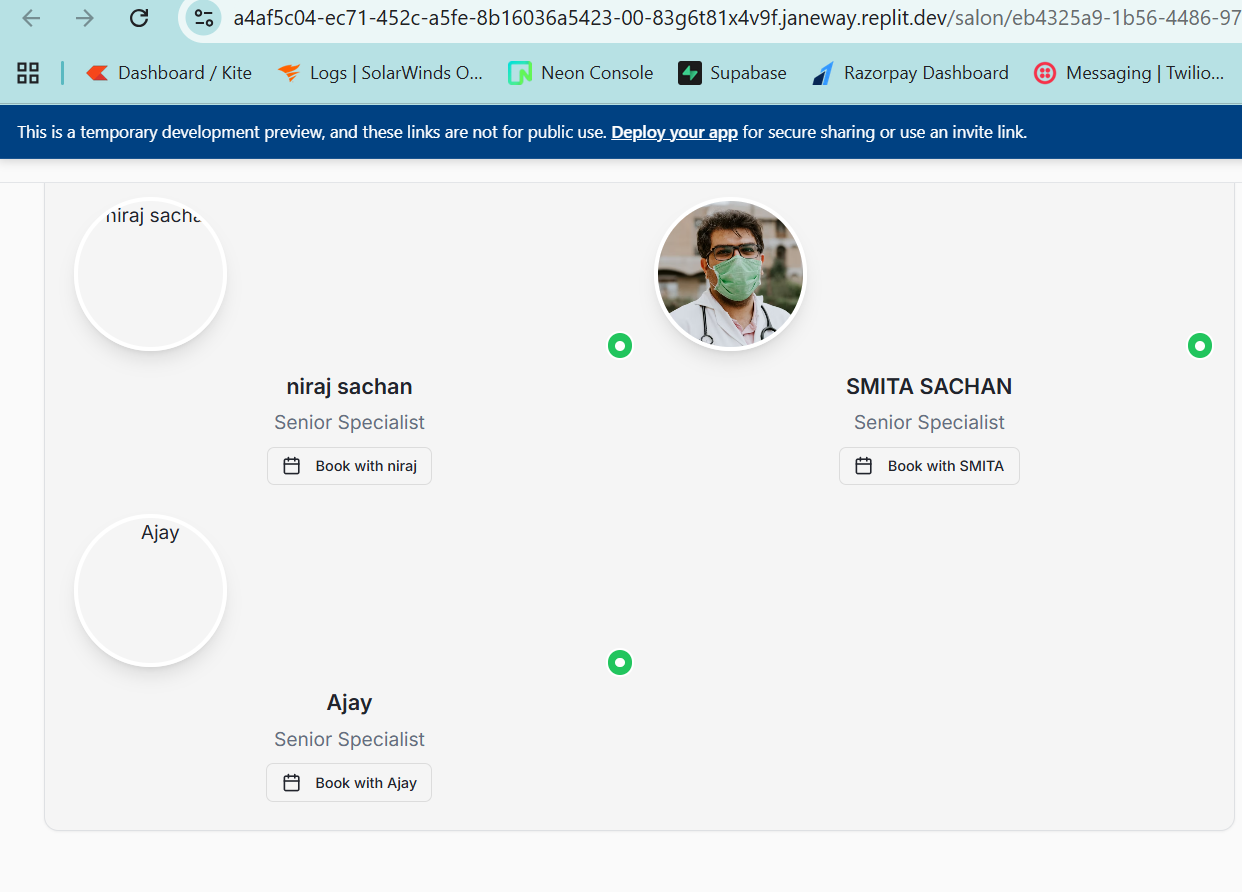 a4af5c04-ec71-452c-a5fe-8b16036a5423-00-83g6t81x4v9f.janeway.replit.dev/salon/eb4325a9-1b56-4486-97
Dashboard / Kite
Logs | SolarWinds O...
Neon Console
Supabase
Razorpay Dashboard
Messaging | Twilio...
This is a temporary development preview, and these links are not for public use. Deploy your app for secure sharing or use an invite link.
niraj sacha
niraj sachan
Senior Specialist
Book with niraj
SMITA SACHAN
Senior Specialist
Book with SMITA
Ajay
Ajay
Senior Specialist
Book with Ajay